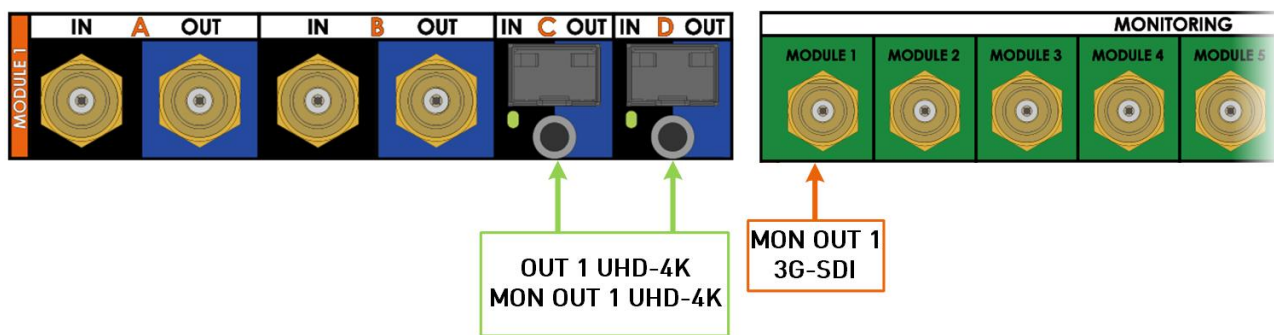 MODULE 1
IN A OUT
IN B OUT
IN C OUT
IN D OUT
MONITORING
MODULE 1
MODULE 2
MODULE 3
MODULE 4
MODULE 5
OUT 1 UHD-4K
MON OUT 1 UHD-4K
MON OUT 1
3G-SDI